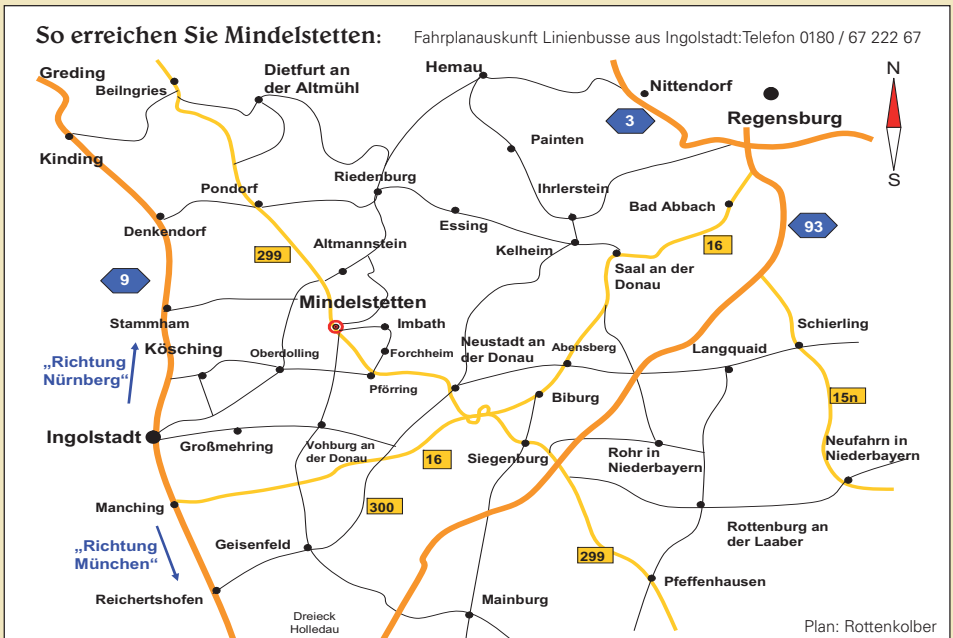 So erreichen Sie Mindelstetten:
Fahrplanauskunft Linienbusse aus Ingolstadt:Telefon 0180 / 67 222 67
Greding
Beilngries
Dietfurt an
der Altmühl
Hemau
Nittendorf
N
3
Regensburg
Kinding
Painten
S
Pondorf
Riedenburg
Ihrlerstein
Bad Abbach
Denkendorf
Altmannstein
Essing
93
299
Kelheim
16
Saal an der
Donau
9
Mindelstetten
Stammham
Imbath
Schierling
Kösching
Oberdolling
Forchheim
Neustadt an
der Donau
Abensberg
Langquaid
„Richtung
Nürnberg“
Pförring
Biburg
15n
Ingolstadt
Großmehring
Vohburg an
der Donau
16
Siegenburg
Rohr in
Niederbayern
Neufahrn in
Niederbayern
Manching
300
Rottenburg an
der Laaber
„Richtung
München“
Geisenfeld
299
Pfeffenhausen
Reichertshofen
Mainburg
Dreieck
Holledau
Plan: Rottenkolber